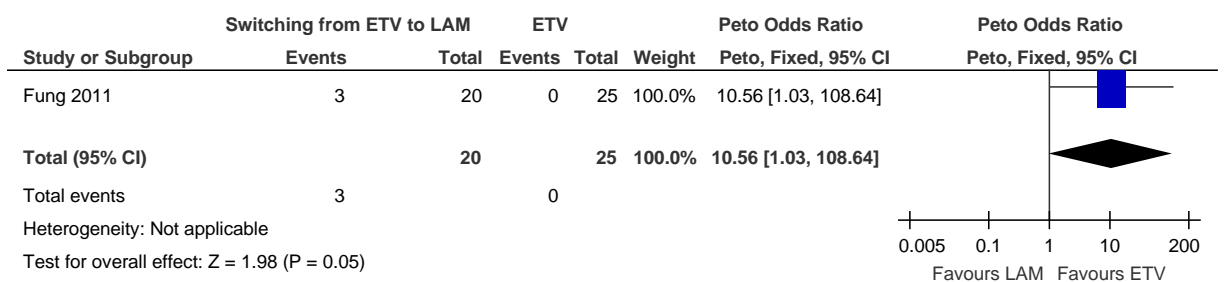 Switching from ETV to LAM ETV Peto Odds Ratio Peto Odds Ratio
Study or Subgroup Events Total Events Total Weight Peto, Fixed, 95% CI Peto, Fixed, 95% CI
Fung 2011 3 20 0 25 100.0% 10.56 [1.03, 108.64]
Total (95% CI) 20 25 100.0% 10.56 [1.03, 108.64]
Total events 3 0
Heterogeneity: Not applicable
Test for overall effect: Z = 1.98 (P = 0.05)
0.005 0.1 1 10 200
Favours LAM Favours ETV